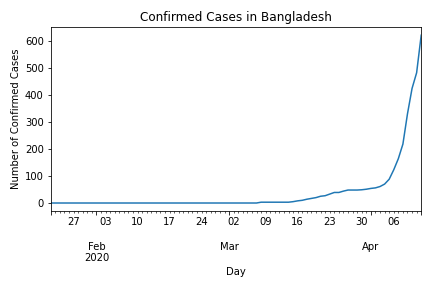 Confirmed Cases in Bangladesh
Number of Confirmed Cases
600
500
400
300
200
100
0
27 03 10 17 24 02 09 16 23 30 06
Feb Mar Apr
2020
Day